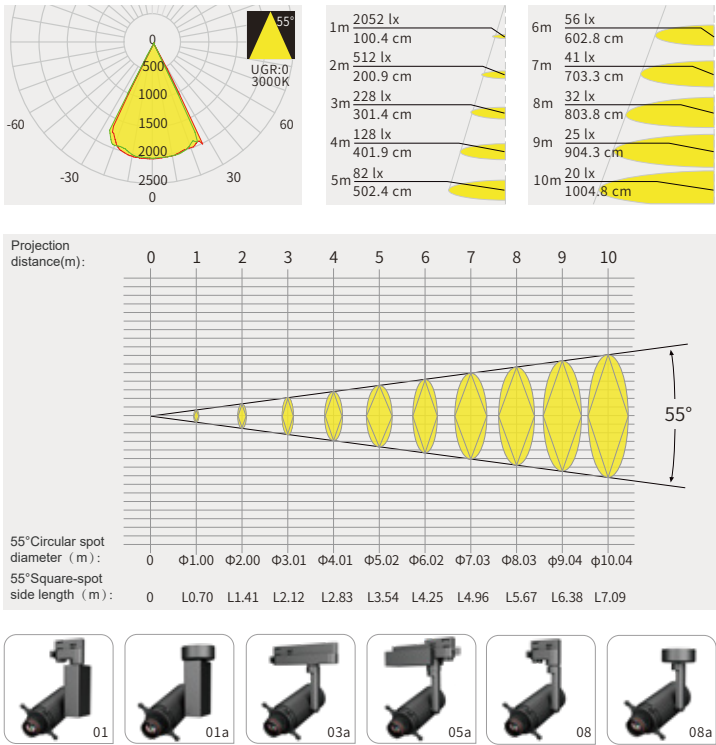 55°
UGR:0
3000K
0
500
1000
1500
2000
2500
0
-60
60
-30
30
1m 2052 lx
100.4 cm
2m 512 lx
200.9 cm
3m 228 lx
301.4 cm
4m 128 lx
401.9 cm
5m 82 lx
502.4 cm
6m 56 lx
602.8 cm
7m 41 lx
703.3 cm
8m 32 lx
803.8 cm
9m 25 lx
904.3 cm
10m 20 lx
1004.8 cm
Projection
distance(m): 0 1 2 3 4 5 6 7 8 9 10
55°
55°Circular spot
diameter（m）: 0 Φ1.00 Φ2.00 Φ3.01 Φ4.01 Φ5.02 Φ6.02 Φ7.03 Φ8.03 φ9.04 φ10.04
55°Square-spot
side length（m）: 0 L0.70 L1.41 L2.12 L2.83 L3.54 L4.25 L4.96 L5.67 L6.38 L7.09
01 01a 03a 05a 08 08a